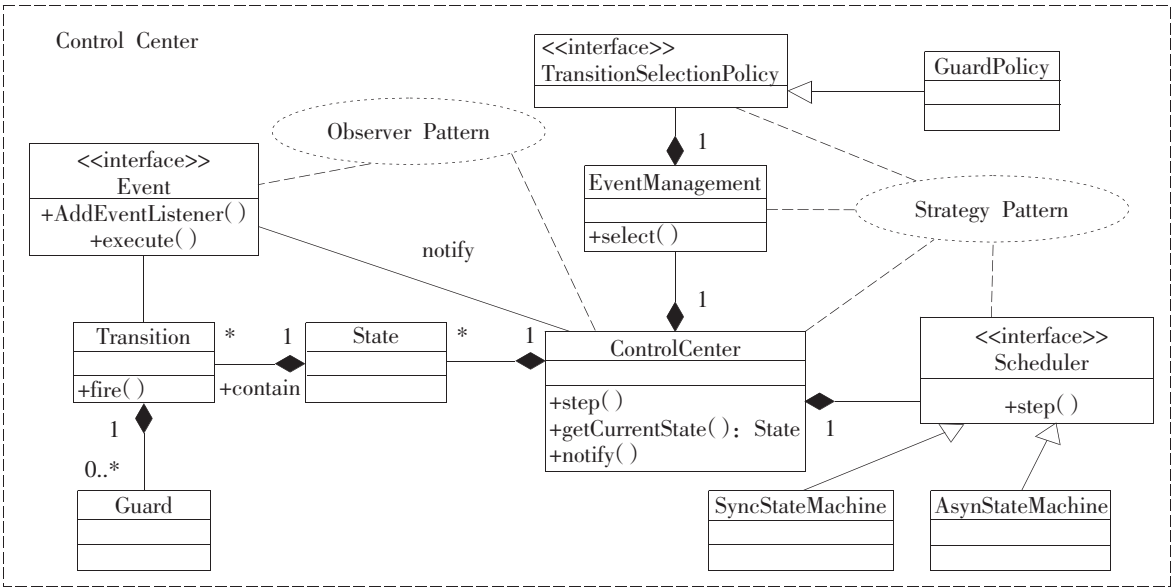 Control Center
<<interface>>
TransitionSelectionPolicy
GuardPolicy
Observer Pattern
<<interface>>
Event
+AddEventListener( )
+execute( )
1
EventManagement
+select( )
Strategy Pattern
notify
1
Transition
+fire( )
*
1
+contain
State
*
1
ControlCenter
+step( )
+getCurrentState( ): State
+notify( )
1
<<interface>>
Scheduler
+step( )
1
0..*
Guard
SyncStateMachine
AsynStateMachine